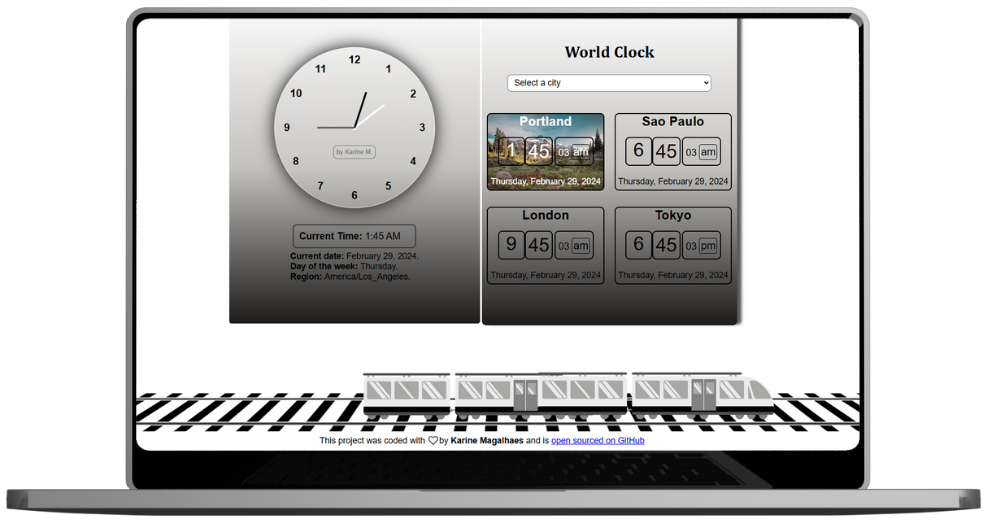 12
11
1
10
2
9
3
by Karine M.
8
4
7
5
6
Current Time: 1:45 AM
Current date: February 29, 2024.
Day of the week: Thursday.
Region: America/Los_Angeles.
World Clock
Select a city
Portland
1 45 03 am
Thursday, February 29, 2024
Sao Paulo
6 45 03 am
Thursday, February 29, 2024
London
9 45 03 am
Thursday, February 29, 2024
Tokyo
6 45 03 pm
Thursday, February 29, 2024
This project was coded with ♡ by Karine Magalhaes and is open sourced on GitHub